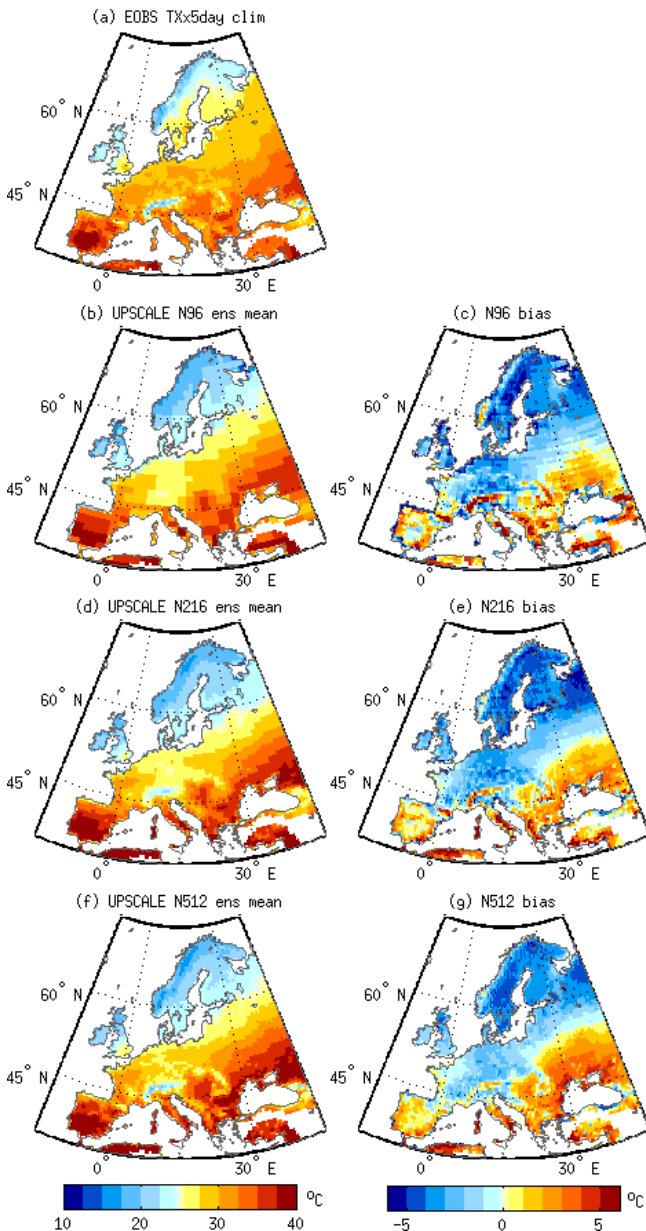 (a) EOBS TXx5day clim
60° N
45° N
0°
30° E
(b) UPSCALE N96 ens mean
(c) N96 bias
60° N
60° N
45° N
45° N
0°
30° E
0°
30° E
(d) UPSCALE N216 ens mean
(e) N216 bias
60° N
60° N
45° N
45° N
0°
30° E
0°
30° E
(f) UPSCALE N512 ens mean
(g) N512 bias
60° N
60° N
45° N
45° N
0°
30° E
0°
30° E
10 20 30 40 °C
-5 0 5 °C